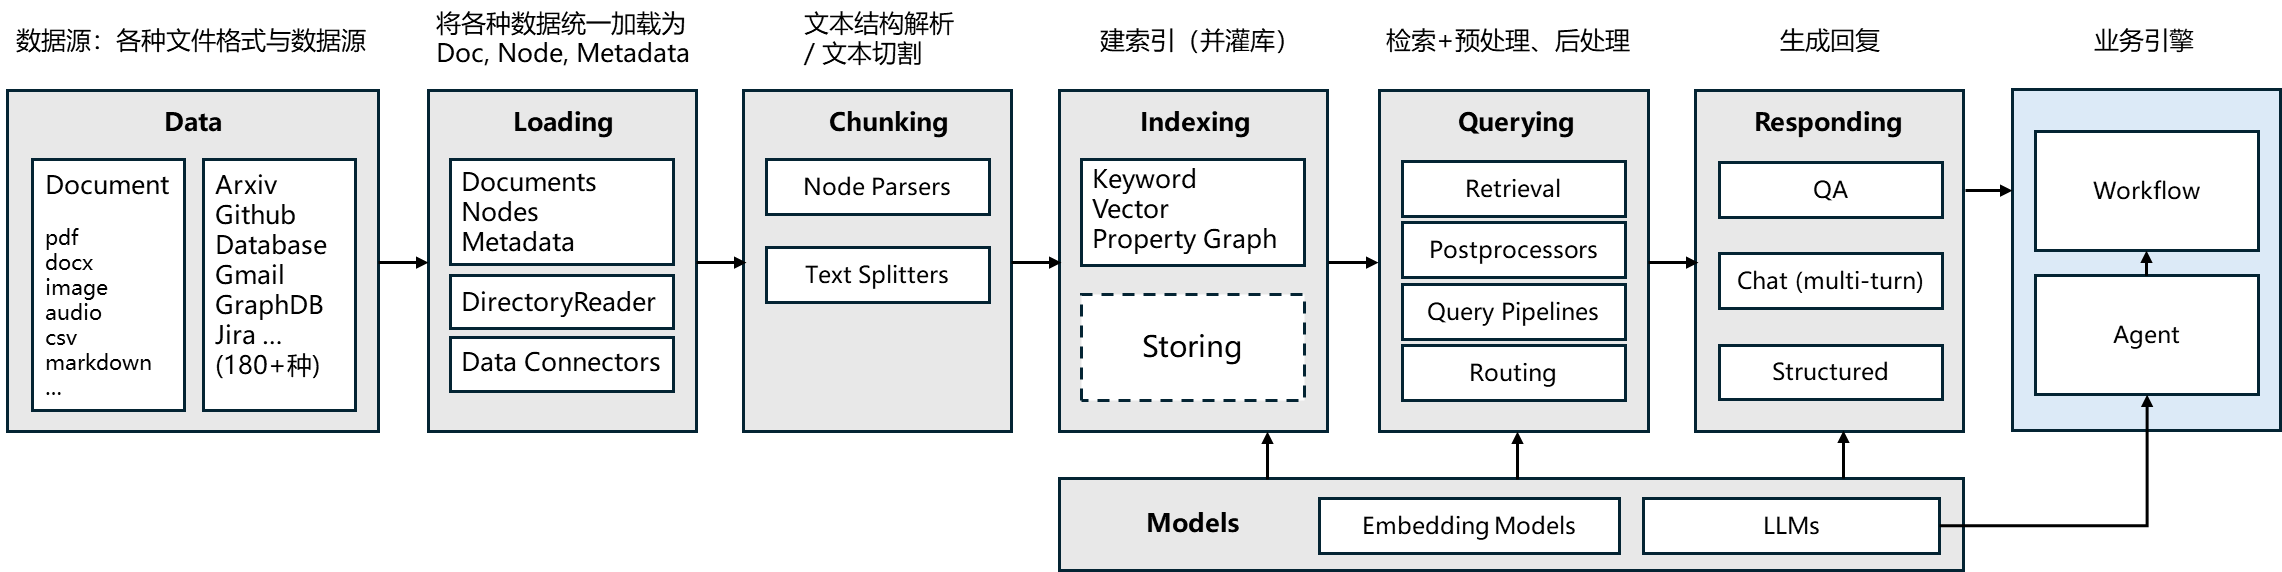 数据源：各种文件格式与数据源
将各种数据统一加载为
Doc, Node, Metadata
文本结构解析
/ 文本切割
建索引（并灌库）
检索+预处理、后处理
生成回复
业务引擎
Data
Document
pdf
docx
image
audio
csv
markdown
...
Arxiv
Github
Database
Gmail
GraphDB
Jira ...
(180+种)
Loading
Documents
Nodes
Metadata
DirectoryReader
Data Connectors
Chunking
Node Parsers
Text Splitters
Indexing
Keyword
Vector
Property Graph
Storing
Querying
Retrieval
Postprocessors
Query Pipelines
Routing
Responding
QA
Chat (multi-turn)
Structured
Workflow
Agent
Models
Embedding Models
LLMs